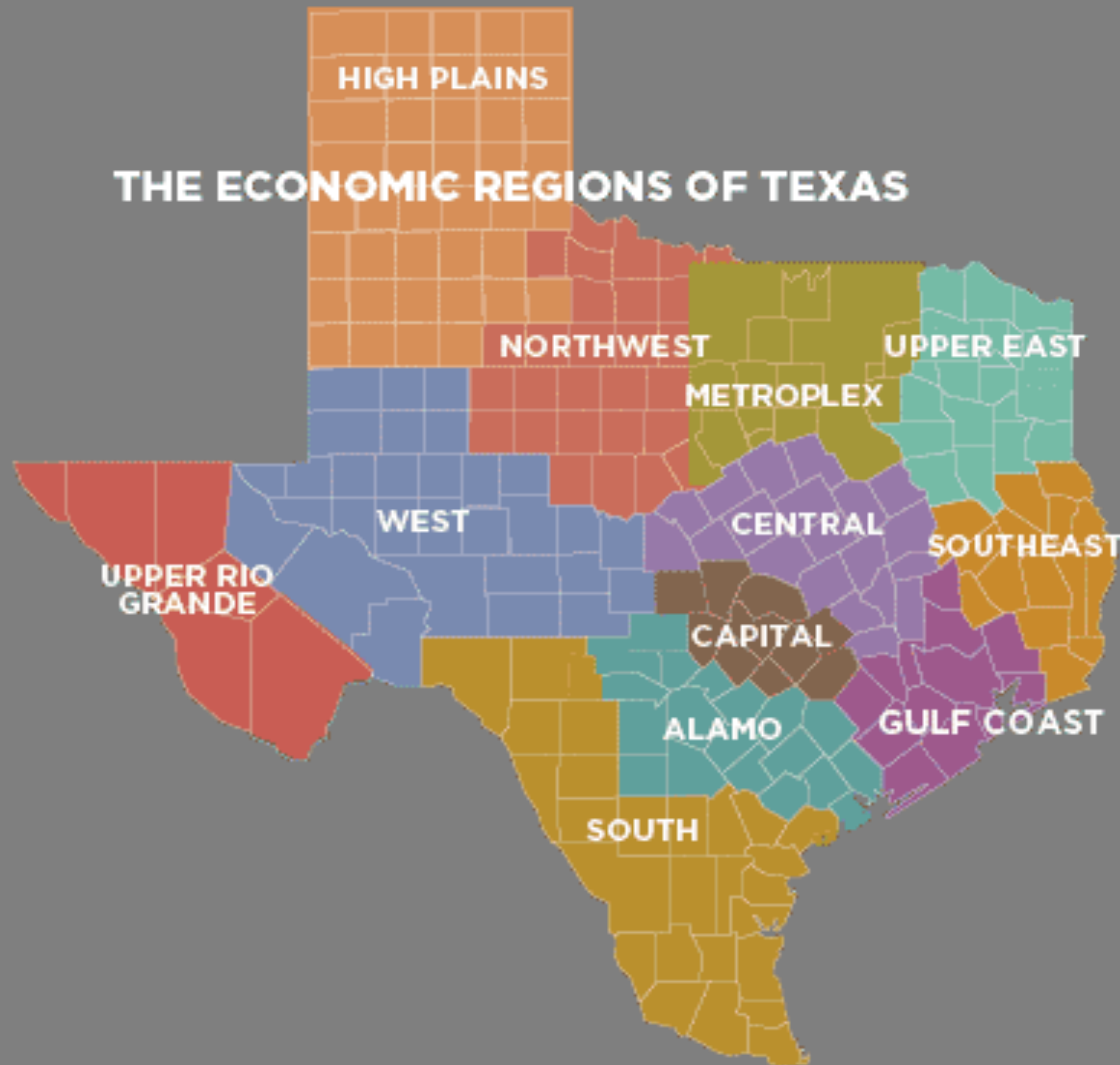 HIGH PLAINS
THE ECONOMIC REGIONS OF TEXAS
NORTHWEST
UPPER EAST
METROPLEX
WEST
CENTRAL
SOUTHEAST
UPPER RIO
GRANDE
CAPITAL
ALAMO
GULF COAST
SOUTH